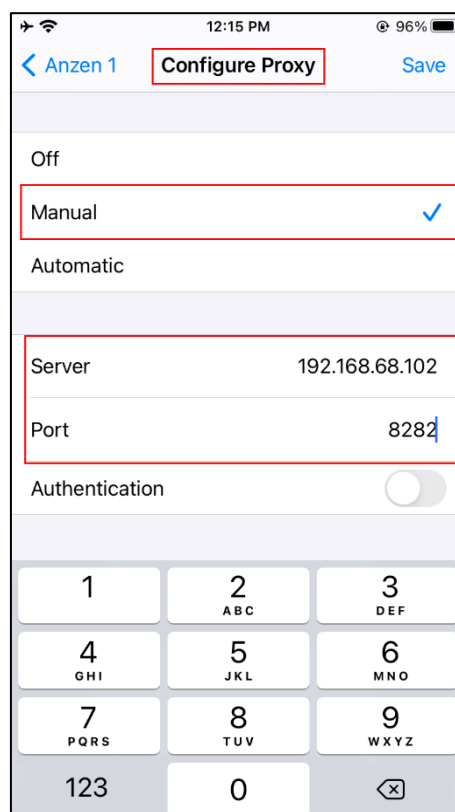 12:15 PM 96%
Anzen 1 Configure Proxy Save
Off
Manual
Automatic
Server 192.168.68.102
Port 8282
Authentication
1 2 3
ABC DEF
4 5 6
GHI JKL MNO
7 8 9
PQRS TUV WXYZ
123 0